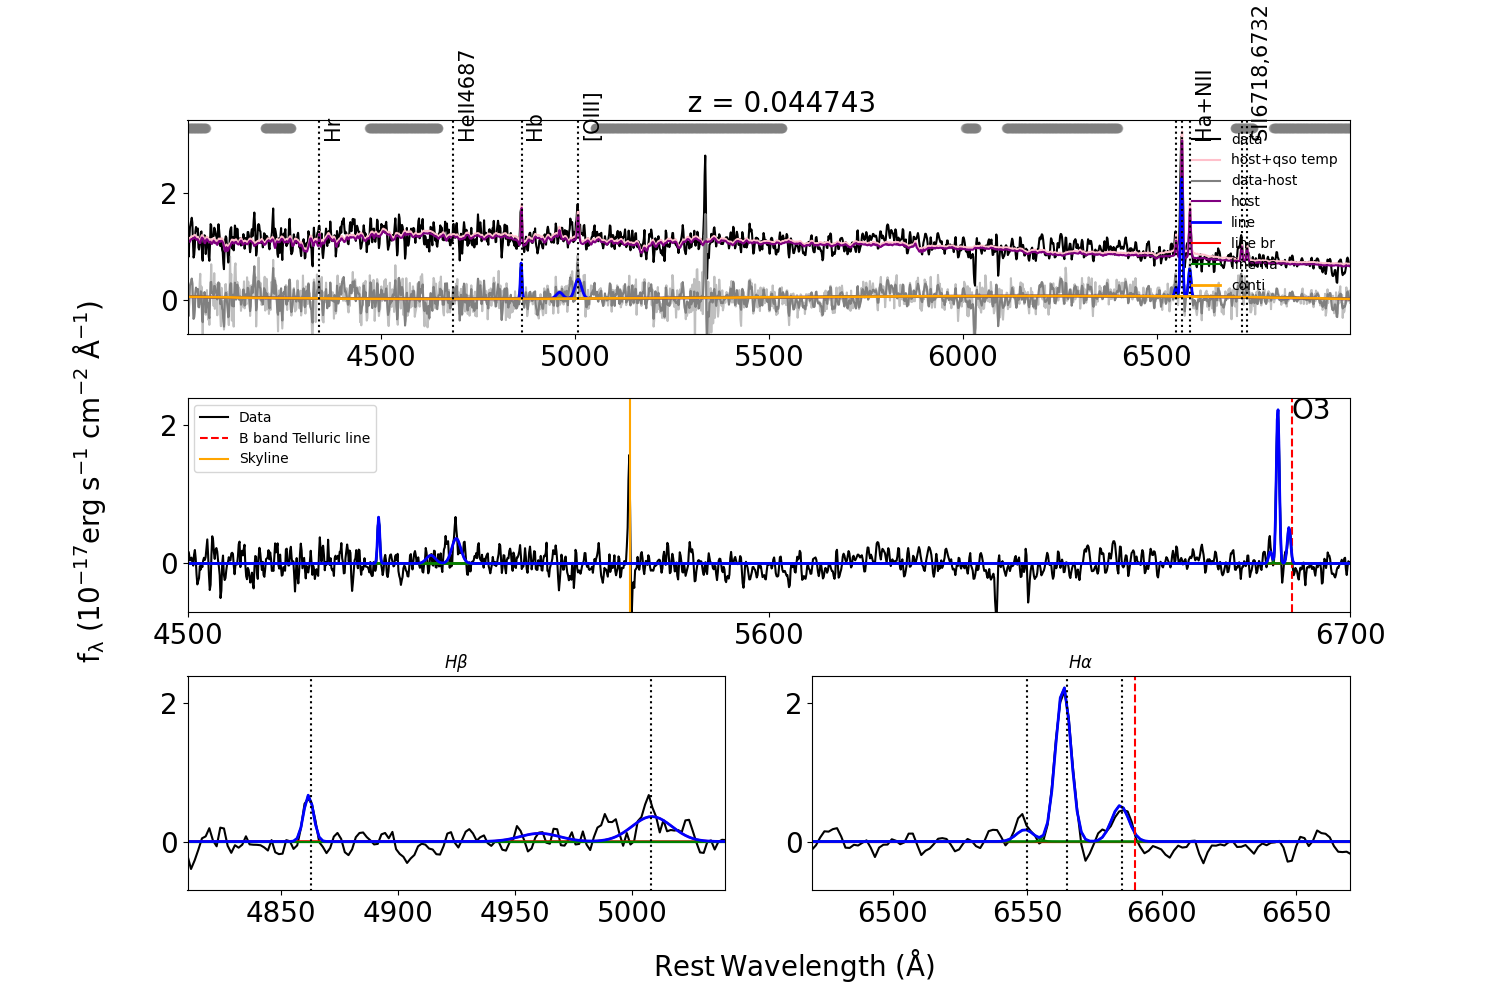 z = 0.044743
Hr
HeII4687
Hb
[OIII]
Ha+NII
SII6718,6732
data
host+qso temp
data-host
host
line
line br
line na
conti
2
0
4500
5000
5500
6000
6500
Data
B band Telluric line
Skyline
O3
2
0
4500
5600
6700
fλ (10⁻¹⁷erg s⁻¹ cm⁻² Å⁻¹)
Hβ
2
0
4850
4900
4950
5000
Hα
2
0
6500
6550
6600
6650
Rest Wavelength (Å)